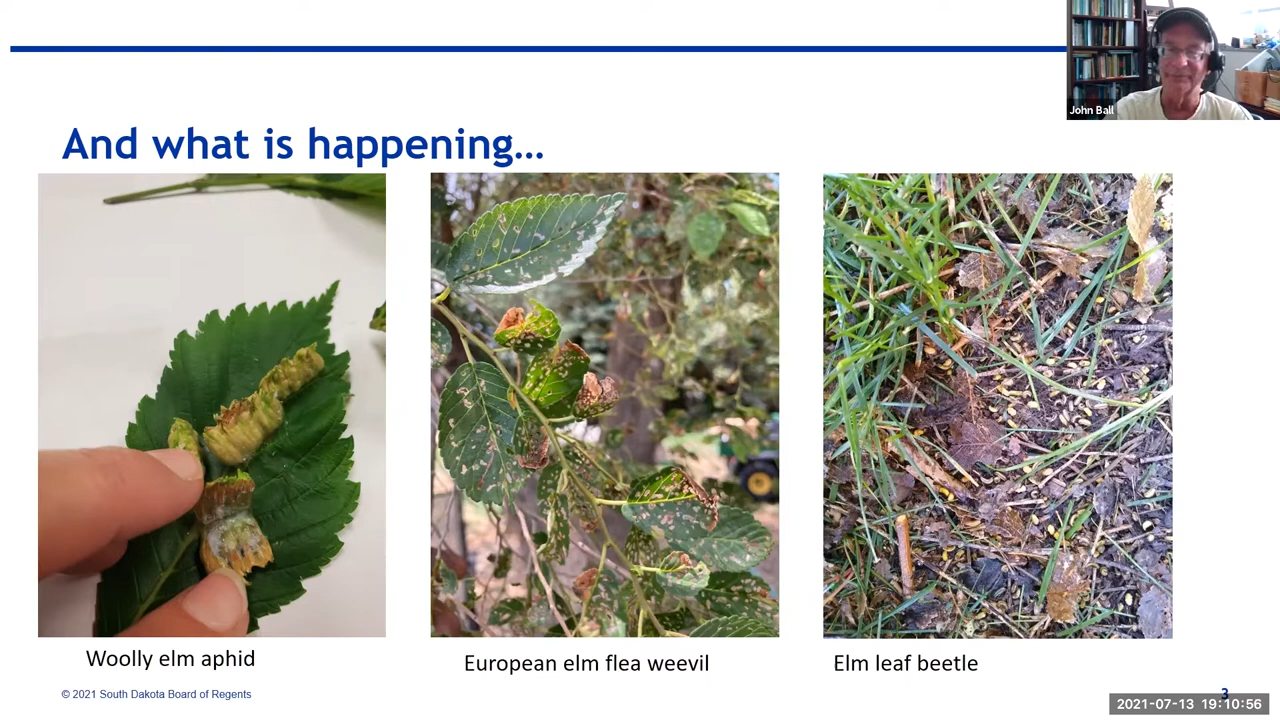 John Ball
And what is happening...
Woolly elm aphid
European elm flea weevil
Elm leaf beetle
© 2021 South Dakota Board of Regents
3
2021-07-13 19:10:56